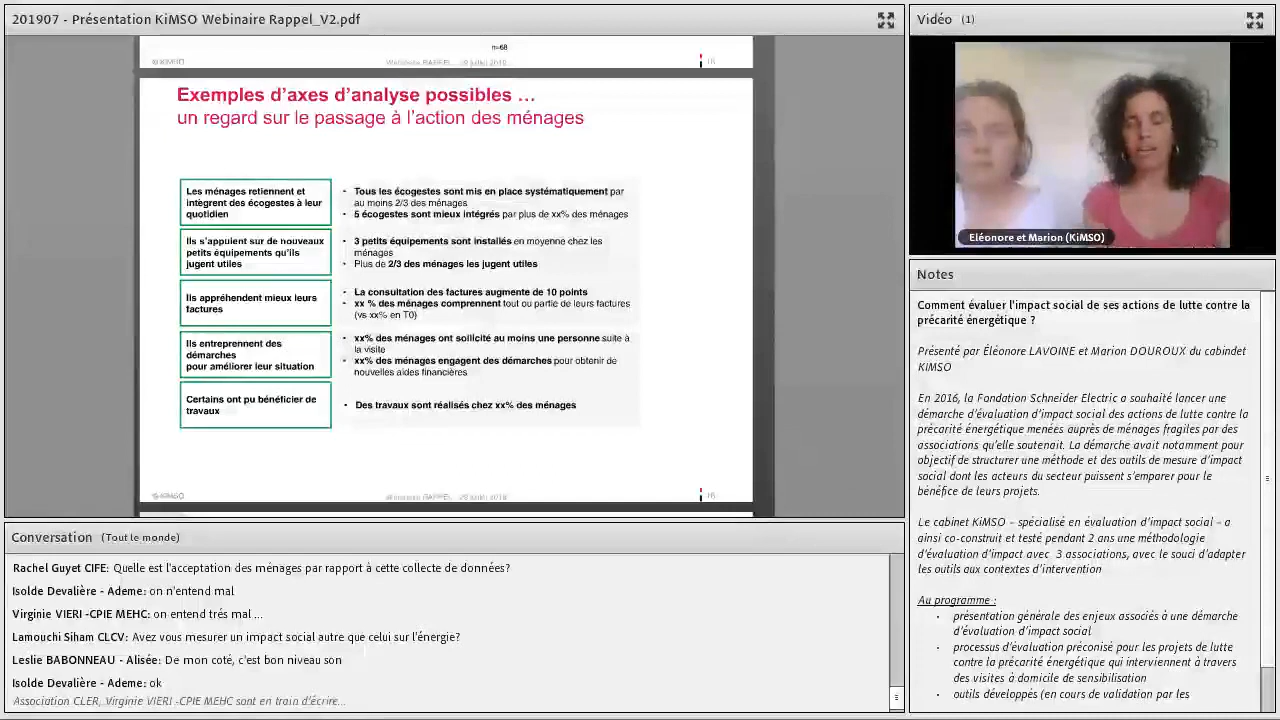 201907 - Présentation KiMSO Webinaire Rappel_V2.pdf
n=68
© KIMSO
16
Exemples d'axes d'analyse possibles …
un regard sur le passage à l'action des ménages
Les ménages retiennent et
intègrent des écogestes à leur
quotidien
• Tous les écogestes sont mis en place systématiquement par
au moins 2/3 des ménages
• 5 écogestes sont mieux intégrés par plus de xx% des ménages
Ils s'appuient sur de nouveaux
petits équipements qu'ils
jugent utiles
• 3 petits équipements sont installés en moyenne chez les
ménages
• Plus de 2/3 des ménages les jugent utiles
Ils appréhendent mieux leurs
factures
• La consultation des factures augmente de 10 points
• xx % des ménages comprennent tout ou partie de leurs factures
(vs xx% en T0)
Ils entreprennent des
démarches
pour améliorer leur situation
• xx% des ménages ont sollicité au moins une personne suite à
la visite
• xx% des ménages engagent des démarches pour obtenir de
nouvelles aides financières
Certains ont pu bénéficier de
travaux
• Des travaux sont réalisés chez xx% des ménages
© KIMSO
16
Vidéo (1)
Eléonore et Marion (KiMSO)
Conversation (Tout le monde)
Rachel Guyet CIFE: Quelle est l'acceptation des ménages par rapport à cette collecte de données?
Isolde Devalière - Ademe: on n'entend mal
Virginie VIERI -CPIE MEHC: on entend trés mal ...
Lamouchi Siham CLCV: Avez vous mesurer un impact social autre que celui sur l'énergie?
Leslie BABONNEAU - Alisée: De mon coté, c'est bon niveau son
Isolde Devalière - Ademe: ok
Association CLER, Virginie VIERI -CPIE MEHC sont en train d'écrire...
Notes
Comment évaluer l'impact social de ses actions de lutte contre la
précarité énergétique ?
Présenté par Éléonore LAVOINE et Marion DOUROUX du cabindet
KIMSO
En 2016, la Fondation Schneider Electric a souhaité lancer une
démarche d'évaluation d'impact social des actions de lutte contre la
précarité énergétique menées auprès de ménages fragiles par des
associations qu'elle soutenait. La démarche avait notamment pour
objectif de structurer une méthode et des outils de mesure d'impact
social dont les acteurs du secteur puissent s'emparer pour le
bénéfice de leurs projets.
Le cabinet KiMSO – spécialisé en évaluation d'impact social – a
ainsi co-construit et testé pendant 2 ans une méthodologie
d'évaluation d'impact avec 3 associations, avec le souci d'adapter
les outils aux contextes d'intervention
Au programme :
• présentation générale des enjeux associés à une démarche
d'évaluation d'impact social
• processus d'évaluation préconisé pour les projets de lutte
contre la précarité énergétique qui interviennent à travers
des visites à domicile de sensibilisation
• outils développés (en cours de validation par les